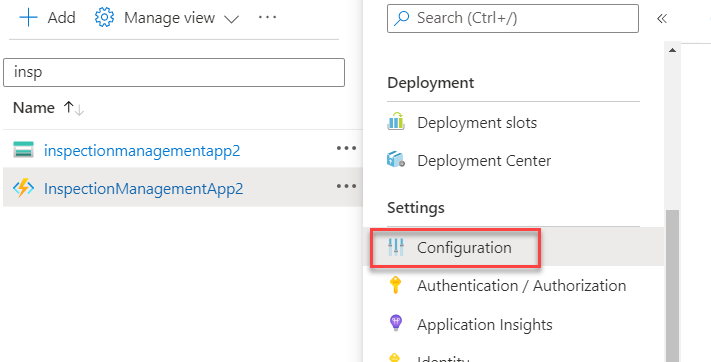 Add
Manage view
insp
Name
inspectionmanagementapp2
InspectionManagementApp2
Search (Ctrl+/)
Deployment
Deployment slots
Deployment Center
Settings
Configuration
Authentication / Authorization
Application Insights
Identity